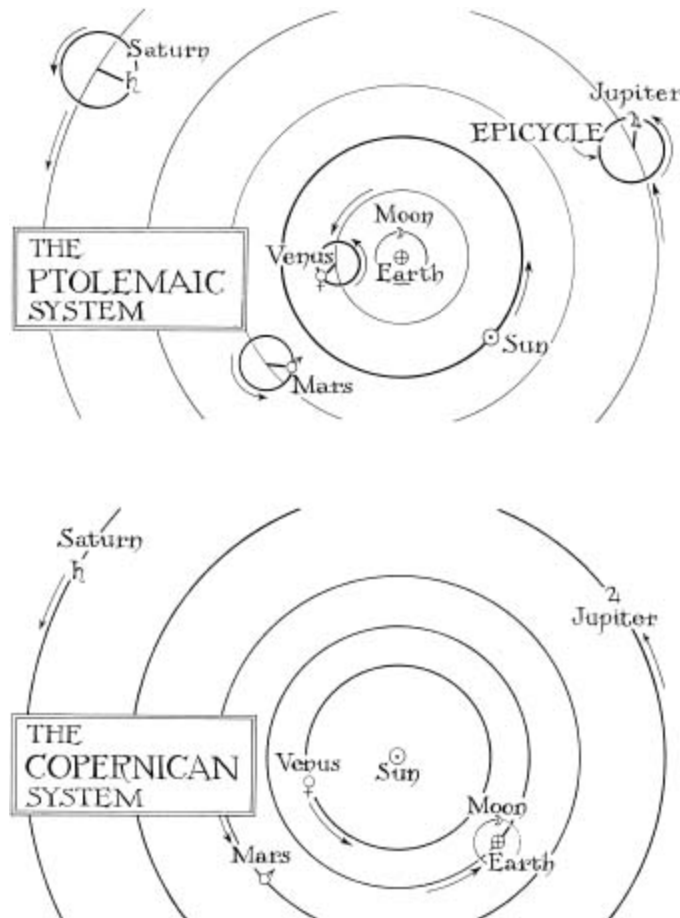 Saturn
Jupiter
EPICYCLE
Moon
Venus
Earth
THE
PTOLEMAIC
SYSTEM
Sun
Mars
Saturn
Jupiter
THE
COPERNICAN
SYSTEM
Venus
Sun
Moon
Mars
Earth